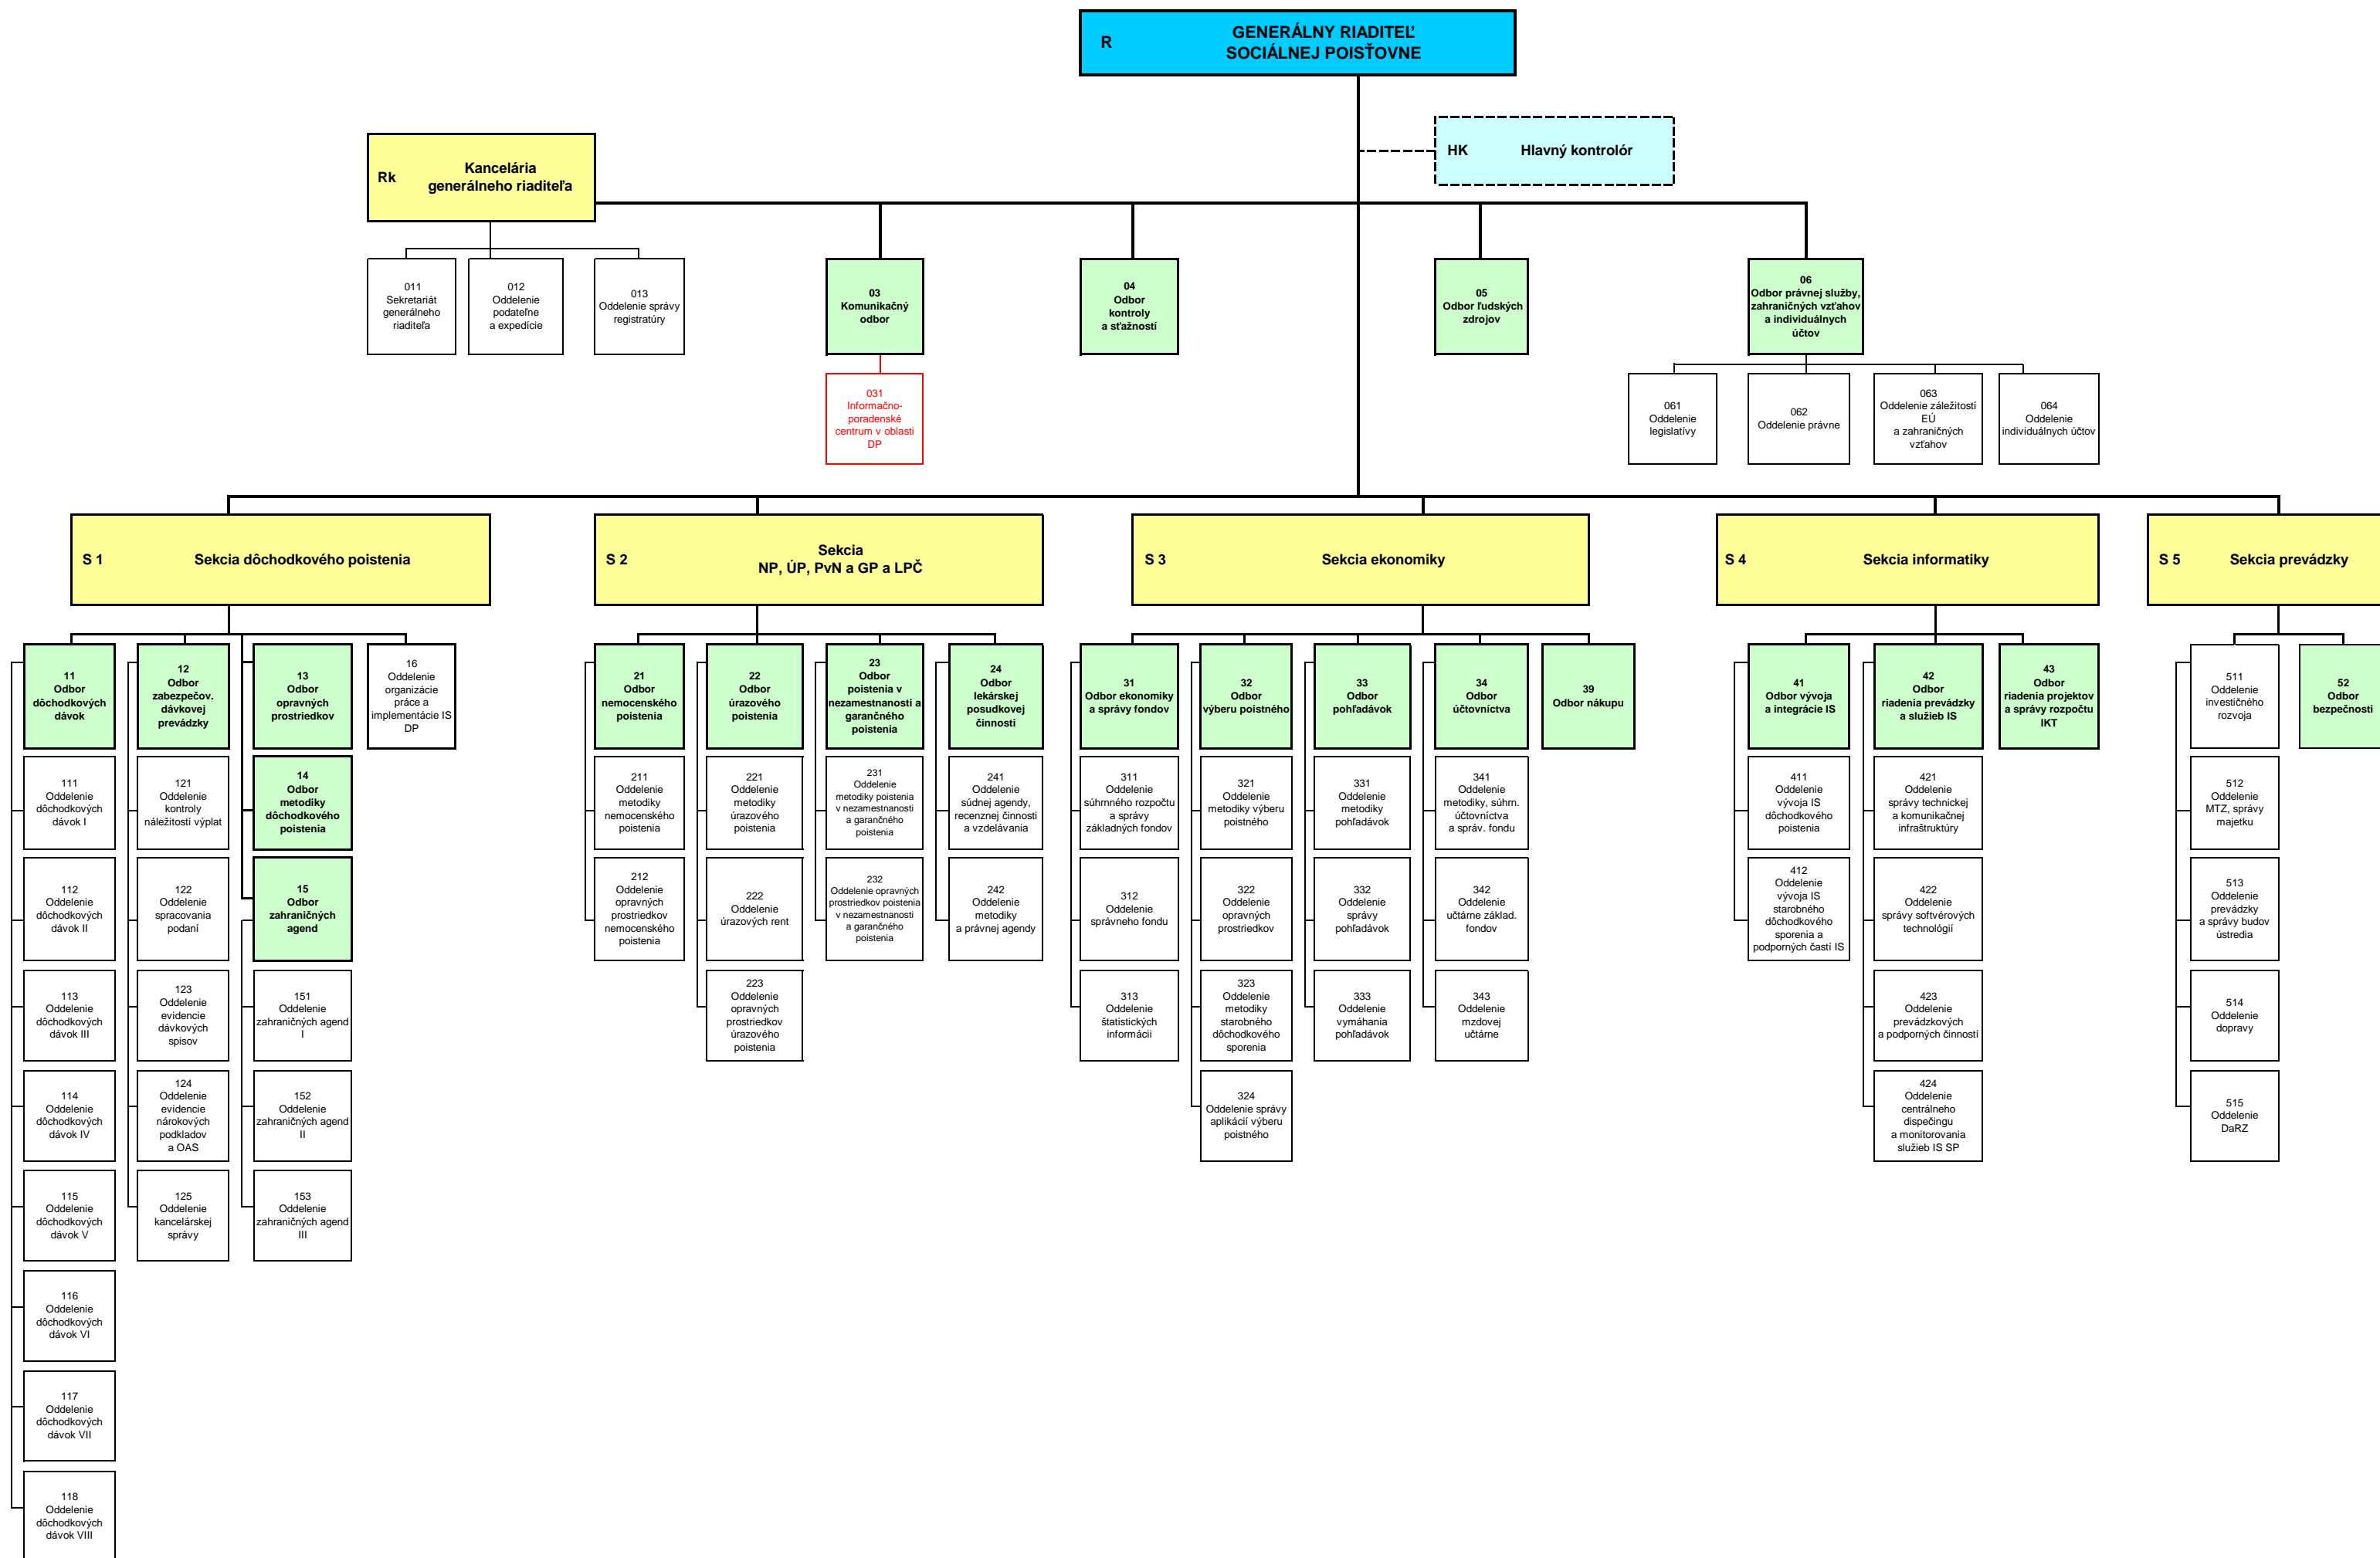 R
GENERÁLNY RIADITEĽ
SOCIÁLNEJ POISŤOVNE
HK
Hlavný kontrolór
Rk
Kancelária
generálneho riaditeľa
011
Sekretariát
generálneho
riaditeľa
012
Oddelenie
podateľne
a expedície
013
Oddelenie správy
registratúry
03
Komunikačný
odbor
04
Odbor
kontroly
a sťažností
05
Odbor ľudských
zdrojov
06
Odbor právnej služby,
zahraničných vzťahov
a individuálnych
účtov
031
Informačno-
poradenské
centrum v oblasti
DP
061
Oddelenie
legislatívy
062
Oddelenie právne
063
Oddelenie záležitostí
EÚ
a zahraničných
vzťahov
064
Oddelenie
individuálnych účtov
S 1
Sekcia dôchodkového poistenia
S 2
Sekcia
NP, ÚP, PvN a GP a LPČ
S 3
Sekcia ekonomiky
S 4
Sekcia informatiky
S 5
Sekcia prevádzky
11
Odbor
dôchodkových
dávok
12
Odbor
zabezpečov.
dávkovej
prevádzky
13
Odbor
opravných
prostriedkov
16
Oddelenie
organizácie
práce a
implementácie IS
DP
21
Odbor
nemocenského
poistenia
22
Odbor
úrazového
poistenia
23
Odbor
poistenia v
nezamestnanosti a
garančného
poistenia
24
Odbor
lekárskej
posudkovej
činnosti
31
Odbor ekonomiky
a správy fondov
32
Odbor
výberu poistného
33
Odbor
pohľadávok
34
Odbor
účtovníctva
39
Odbor nákupu
41
Odbor vývoja
a integrácie IS
42
Odbor
riadenia prevádzky
a služieb IS
43
Odbor
riadenia projektov
a správy rozpočtu
IKT
511
Oddelenie
investičného
rozvoja
52
Odbor
bezpečnosti
111
Oddelenie
dôchodkových
dávok I
121
Oddelenie
kontroly
náležitostí výplat
14
Odbor
metodiky
dôchodkového
poistenia
211
Oddelenie
metodiky
nemocenského
poistenia
221
Oddelenie
metodiky
úrazového
poistenia
231
Oddelenie
metodiky poistenia
v nezamestnanosti
a garančného
poistenia
241
Oddelenie
súdnej agendy,
recenznej činnosti
a vzdelávania
311
Oddelenie
súhrnného rozpočtu
a správy
základných fondov
321
Oddelenie
metodiky výberu
poistného
331
Oddelenie
metodiky
pohľadávok
341
Oddelenie
metodiky, súhrn.
účtovníctva
a správ. fondu
411
Oddelenie
vývoja IS
dôchodkového
poistenia
421
Oddelenie
správy technickej
a komunikačnej
infraštruktúry
512
Oddelenie
MTZ, správy
majetku
112
Oddelenie
dôchodkových
dávok II
122
Oddelenie
spracovania
podaní
15
Odbor
zahraničných
agend
212
Oddelenie
opravných
prostriedkov
nemocenského
poistenia
222
Oddelenie
úrazových rent
232
Oddelenie opravných
prostriedkov poistenia
v nezamestnanosti
a garančného
poistenia
242
Oddelenie
metodiky
a právnej agendy
312
Oddelenie
správneho fondu
322
Oddelenie
opravných
prostriedkov
332
Oddelenie
správy
pohľadávok
342
Oddelenie
učtárne základ.
fondov
412
Oddelenie
vývoja IS
starobného
dôchodkového
sporenia a
podporných častí IS
422
Oddelenie
správy softvérových
technológií
513
Oddelenie
prevádzky
a správy budov
ústredia
113
Oddelenie
dôchodkových
dávok III
123
Oddelenie
evidencie
dávkových
spisov
151
Oddelenie
zahraničných agend
I
223
Oddelenie
opravných
prostriedkov
úrazového
poistenia
313
Oddelenie
štatistických
informácii
323
Oddelenie
metodiky
starobného
dôchodkového
sporenia
333
Oddelenie
vymáhania
pohľadávok
343
Oddelenie
mzdovej
učtárne
423
Oddelenie
prevádzkových
a podporných činností
514
Oddelenie
dopravy
114
Oddelenie
dôchodkových
dávok IV
124
Oddelenie
evidencie
nárokových
podkladov
a OAS
152
Oddelenie
zahraničných agend
II
324
Oddelenie správy
aplikácií výberu
poistného
424
Oddelenie
centrálneho
dispečingu
a monitorovania
služieb IS SP
515
Oddelenie
DaRZ
115
Oddelenie
dôchodkových
dávok V
125
Oddelenie
kancelárskej
správy
153
Oddelenie
zahraničných agend
III
116
Oddelenie
dôchodkových
dávok VI
117
Oddelenie
dôchodkových
dávok VII
118
Oddelenie
dôchodkových
dávok VIII